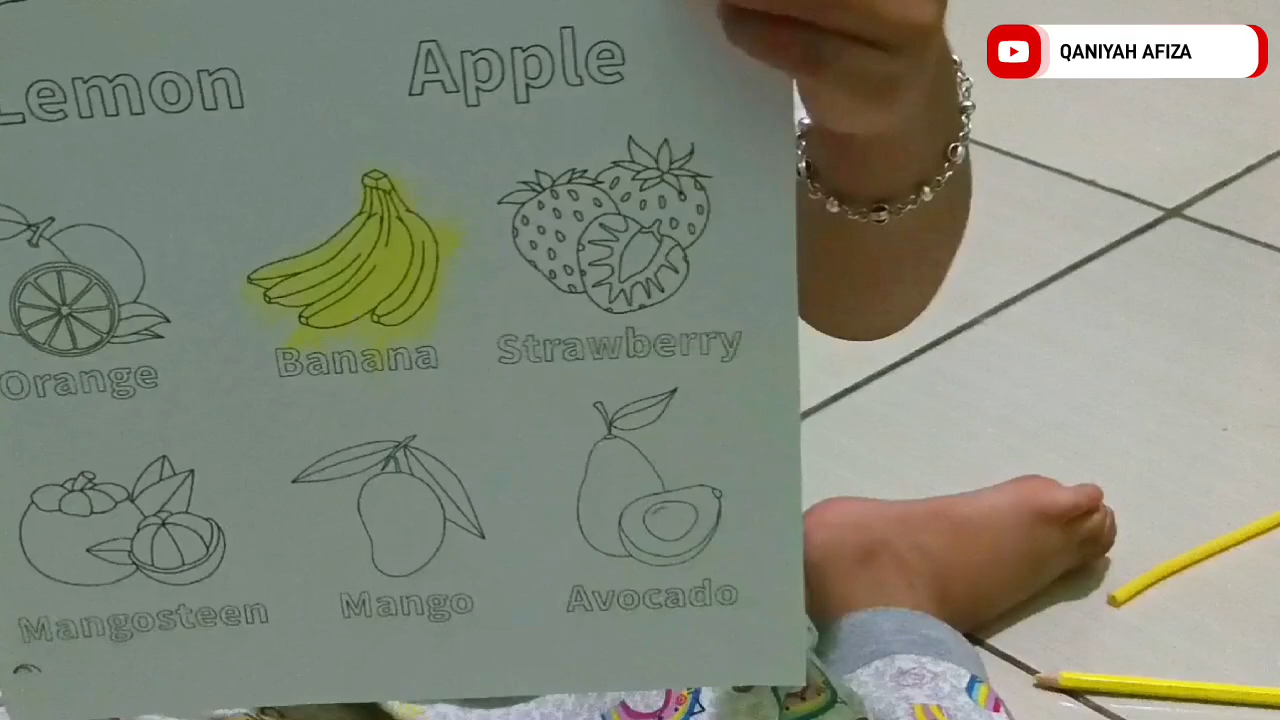 Lemon Apple
QANIYAH AFIZA
Orange Banana Strawberry
Mangosteen Mango Avocado